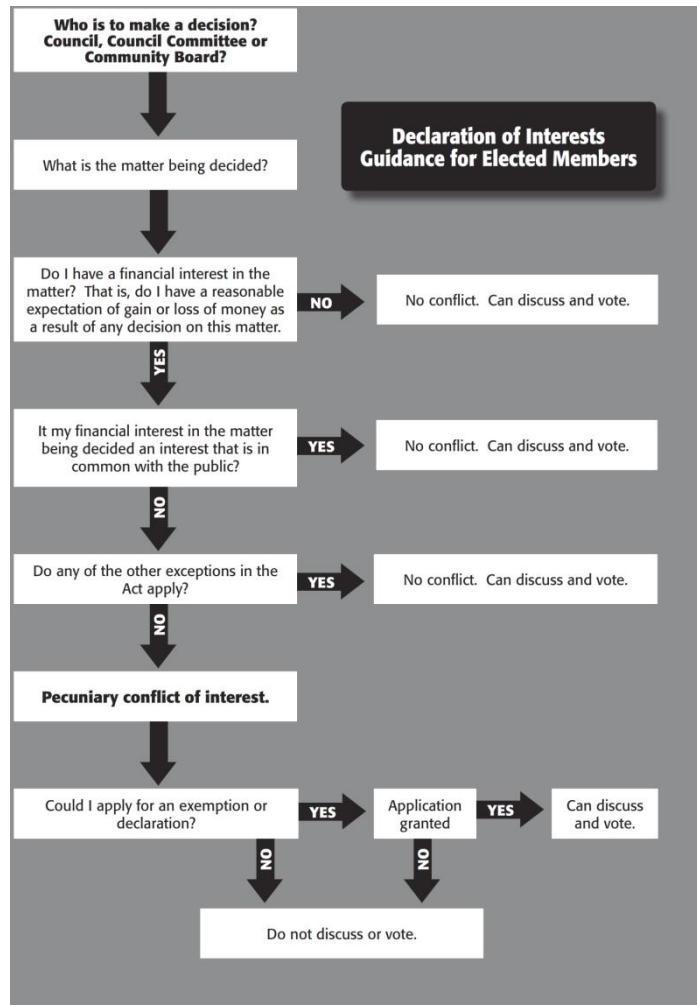 Who is to make a decision?
Council, Council Committee or
Community Board?
Declaration of Interests
Guidance for Elected Members
What is the matter being decided?
Do I have a financial interest in the
matter?  That is, do I have a reasonable
expectation of gain or loss of money as
a result of any decision on this matter.
NO
No conflict.  Can discuss and vote.
YES
It my financial interest in the matter
being decided an interest that is in
common with the public?
YES
No conflict.  Can discuss and vote.
NO
Do any of the other exceptions in the
Act apply?
YES
No conflict.  Can discuss and vote.
NO
Pecuniary conflict of interest.
Could I apply for an exemption or
declaration?
YES
Application
granted
YES
Can discuss
and vote.
NO
NO
Do not discuss or vote.